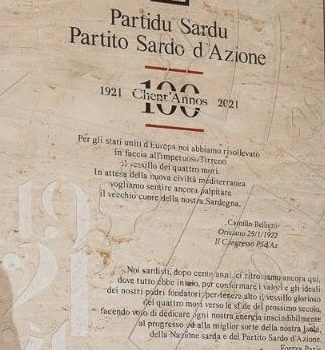 Partidu Sardu
Partito Sardo d'Azione
100
1921 Chent'Annos 2021
Per gli stati uniti d'Europa noi abbiamo risollevato
in faccia all'impetuoso Tirreno
il vessillo dei quattro mori.
In attesa della nuova civiltà mediterranea
vogliamo sentire ancora palpitare
il vecchio cuore della nostra Sardegna.
Camillo Bellieni
Oristano 29/1/1922
II Congresso PSd'Az
1921
Noi sardisti, dopo cento anni, ci ritroviamo ancora qui,
dove tutto ebbe inizio, per confermare i valori e gli ideali
dei nostri padri fondatori, per tenere alto il vessillo glorioso
dei quattro mori verso le sfide del prossimo secolo,
facendo voto di dedicare ogni nostra energia inscindibilmente
al progresso ed alla miglior sorte della nostra Isola,
della Nazione sarda e del Partito Sardo d'Azione
Forza Paris